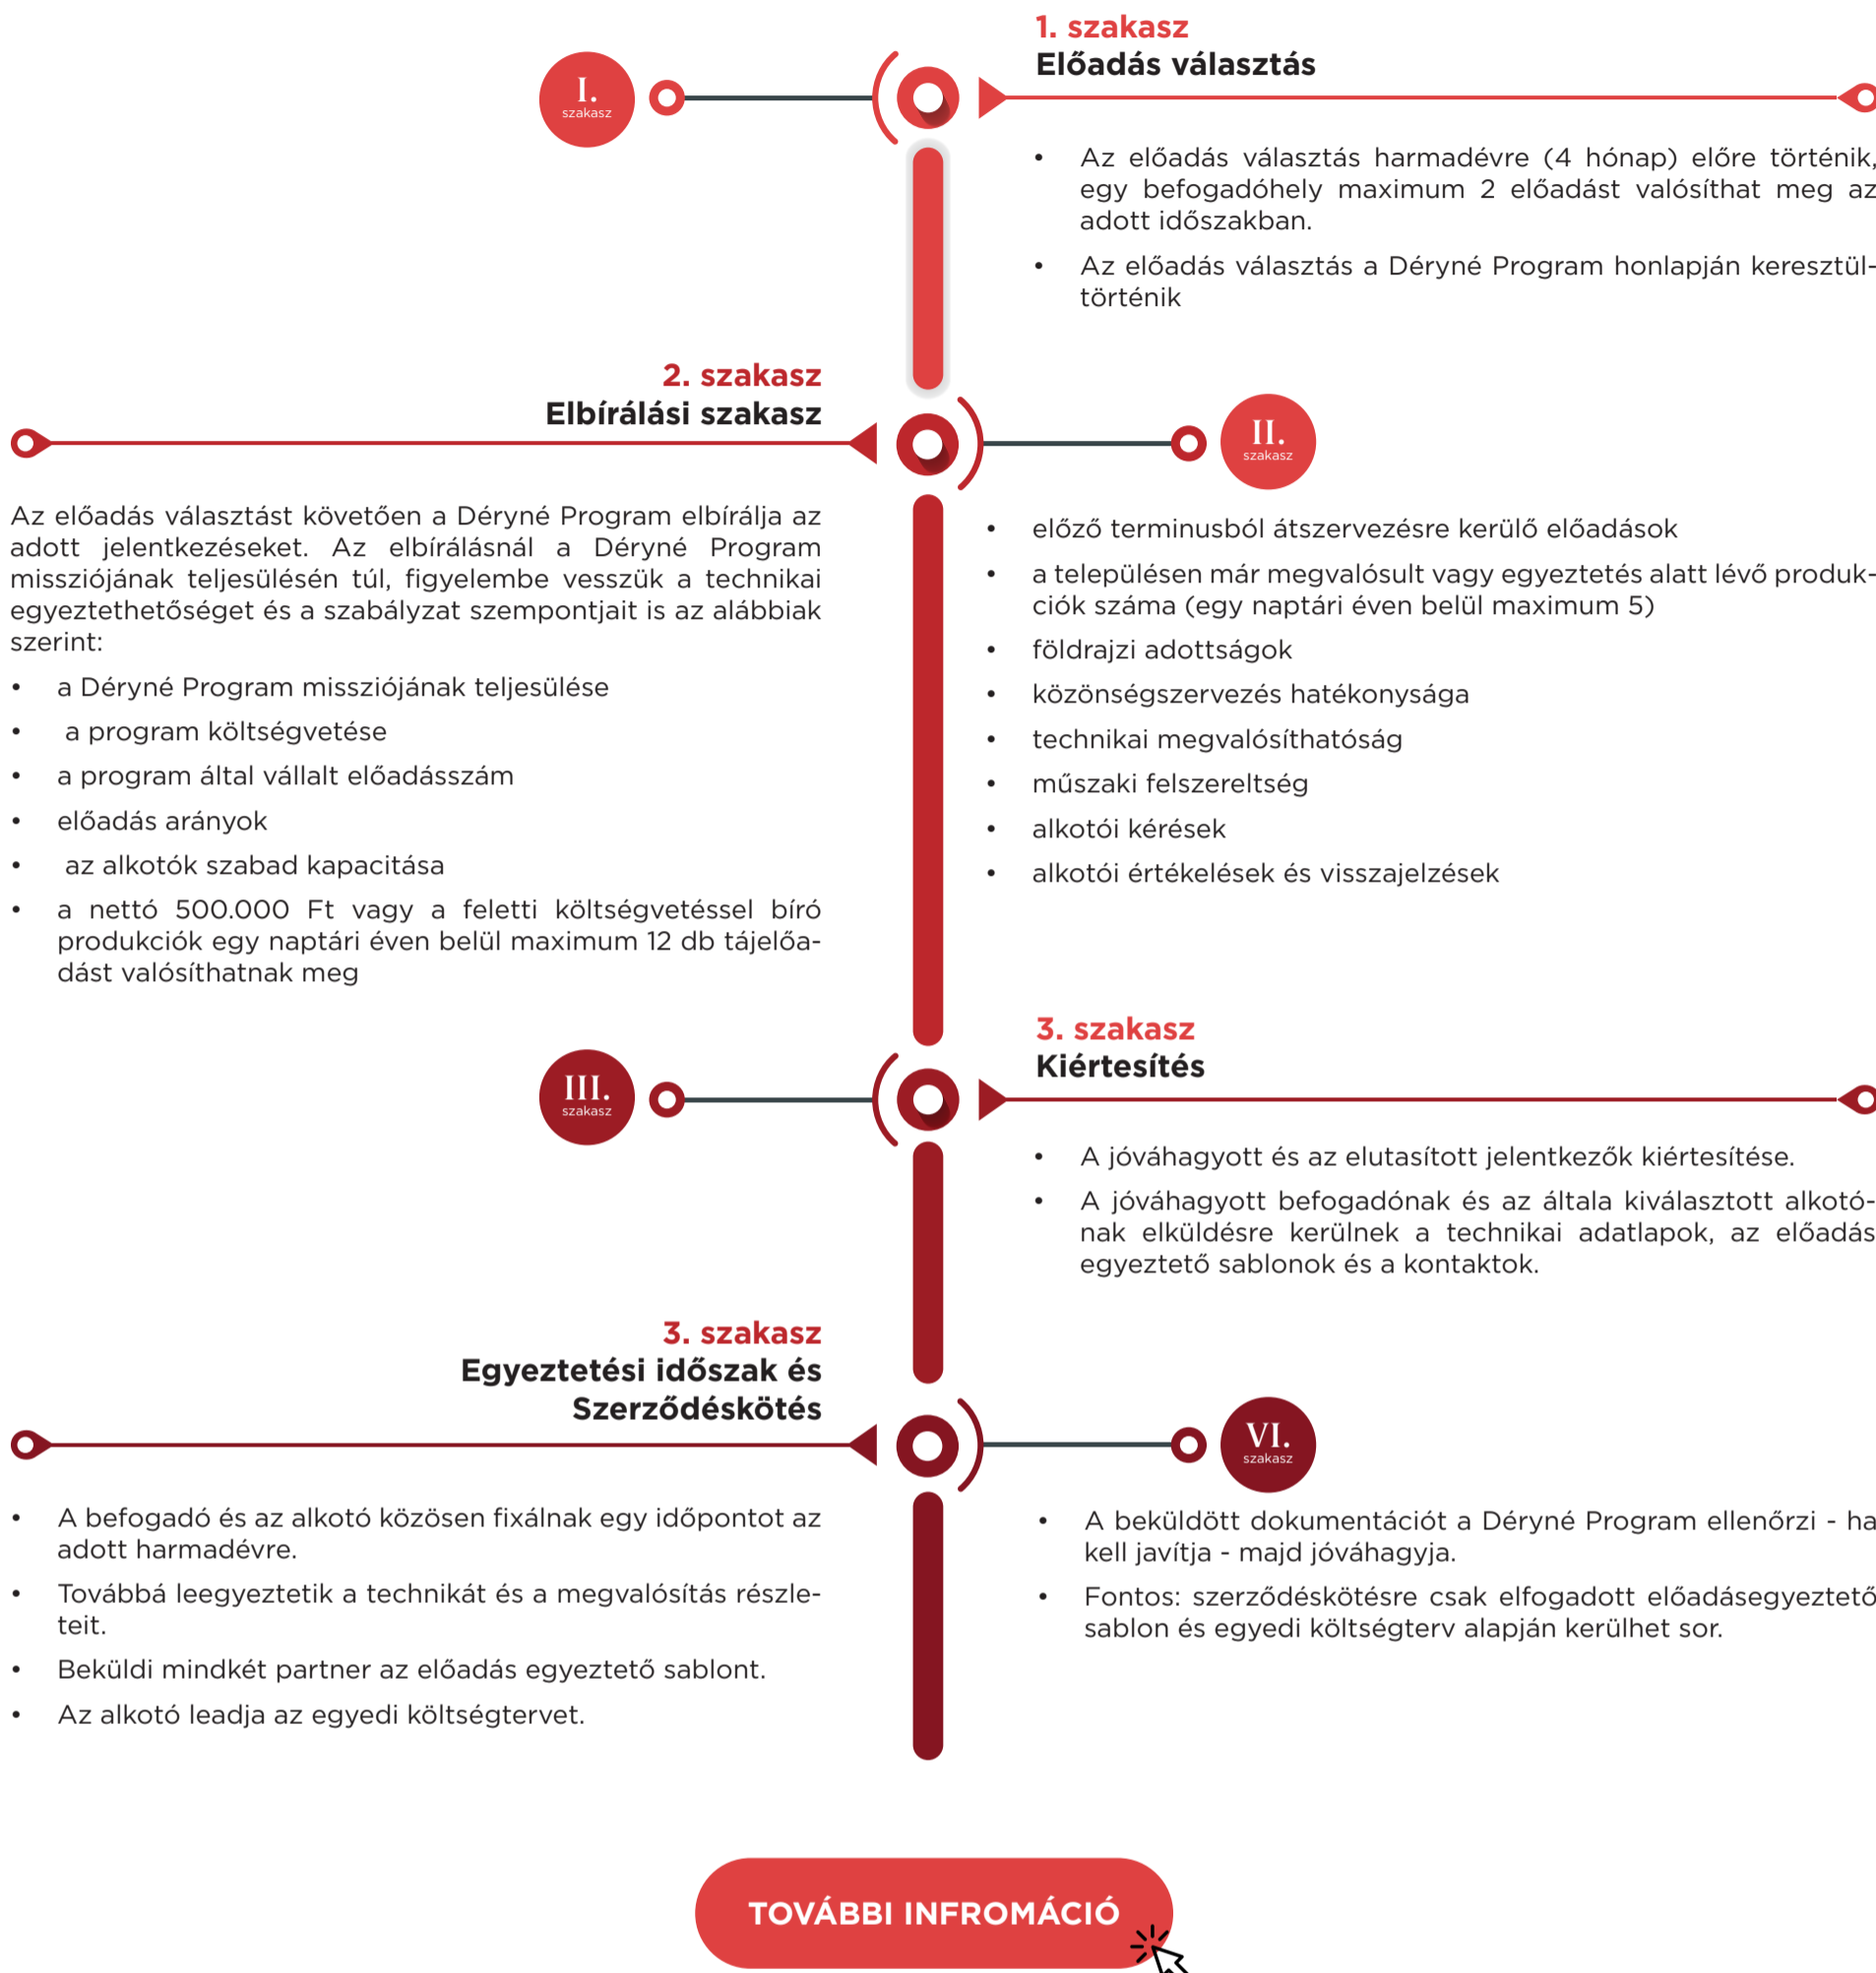 1. szakasz
Előadás választás
I.
szakasz
• Az előadás választás harmadévre (4 hónap) előre történik,
egy befogadóhely maximum 2 előadást valósíthat meg az
adott időszakban.
• Az előadás választás a Déryné Program honlapján keresztül-
történik
2. szakasz
Elbírálási szakasz
II.
szakasz
Az előadás választást követően a Déryné Program elbírálja az
adott jelentkezéseket. Az elbírálásnál a Déryné Program
missziójának teljesülésén túl, figyelembe vesszük a technikai
egyeztethetőséget és a szabályzat szempontjait is az alábbiak
szerint:
• a Déryné Program missziójának teljesülése
• a program költségvetése
• a program által vállalt előadásszám
• előadás arányok
• az alkotók szabad kapacitása
• a nettó 500.000 Ft vagy a feletti költségvetéssel bíró
produkciók egy naptári éven belül maximum 12 db tájelőa-
dást valósíthatnak meg
• előző terminusból átszervezésre kerülő előadások
• a településen már megvalósult vagy egyeztetés alatt lévő produk-
ciók száma (egy naptári éven belül maximum 5)
• földrajzi adottságok
• közönségszervezés hatékonysága
• technikai megvalósíthatóság
• műszaki felszereltség
• alkotói kérések
• alkotói értékelések és visszajelzések
3. szakasz
Kiértesítés
III.
szakasz
• A jóváhagyott és az elutasított jelentkezők kiértesítése.
• A jóváhagyott befogadónak és az általa kiválasztott alkotó-
nak elküldésre kerülnek a technikai adatlapok, az előadás
egyeztető sablonok és a kontaktok.
3. szakasz
Egyeztetési időszak és
Szerződéskötés
VI.
szakasz
• A befogadó és az alkotó közösen fixálnak egy időpontot az
adott harmadévre.
• Továbbá leegyeztetik a technikát és a megvalósítás részle-
teit.
• Beküldi mindkét partner az előadás egyeztető sablont.
• Az alkotó leadja az egyedi költségtervet.
• A beküldött dokumentációt a Déryné Program ellenőrzi - ha
kell javítja - majd jóváhagyja.
• Fontos: szerződéskötésre csak elfogadott előadásegyeztető
sablon és egyedi költségterv alapján kerülhet sor.
TOVÁBBI INFROMÁCIÓ